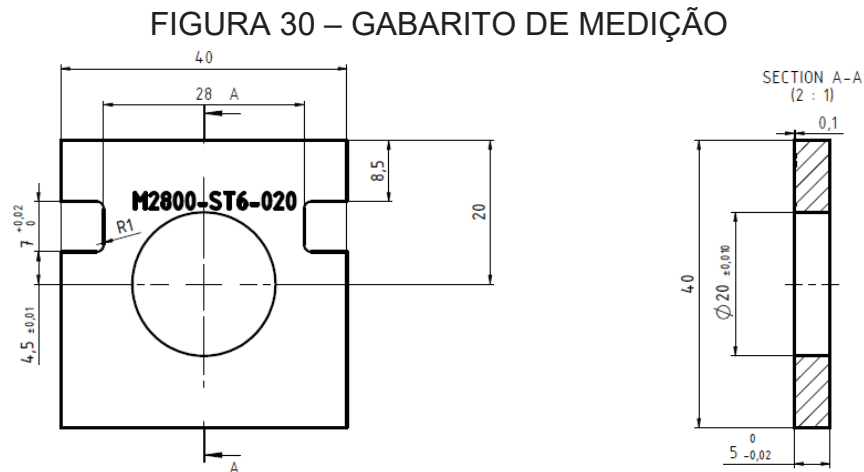 FIGURA 30 – GABARITO DE MEDIÇÃO
40
28 A
SECTION A-A
(2 : 1)
0,1
8,5
M2800-ST6-020
20
7 +0,02 0
R1
4,5 ±0,01
40
Ø20 ±0,010
A
5 0 -0,02